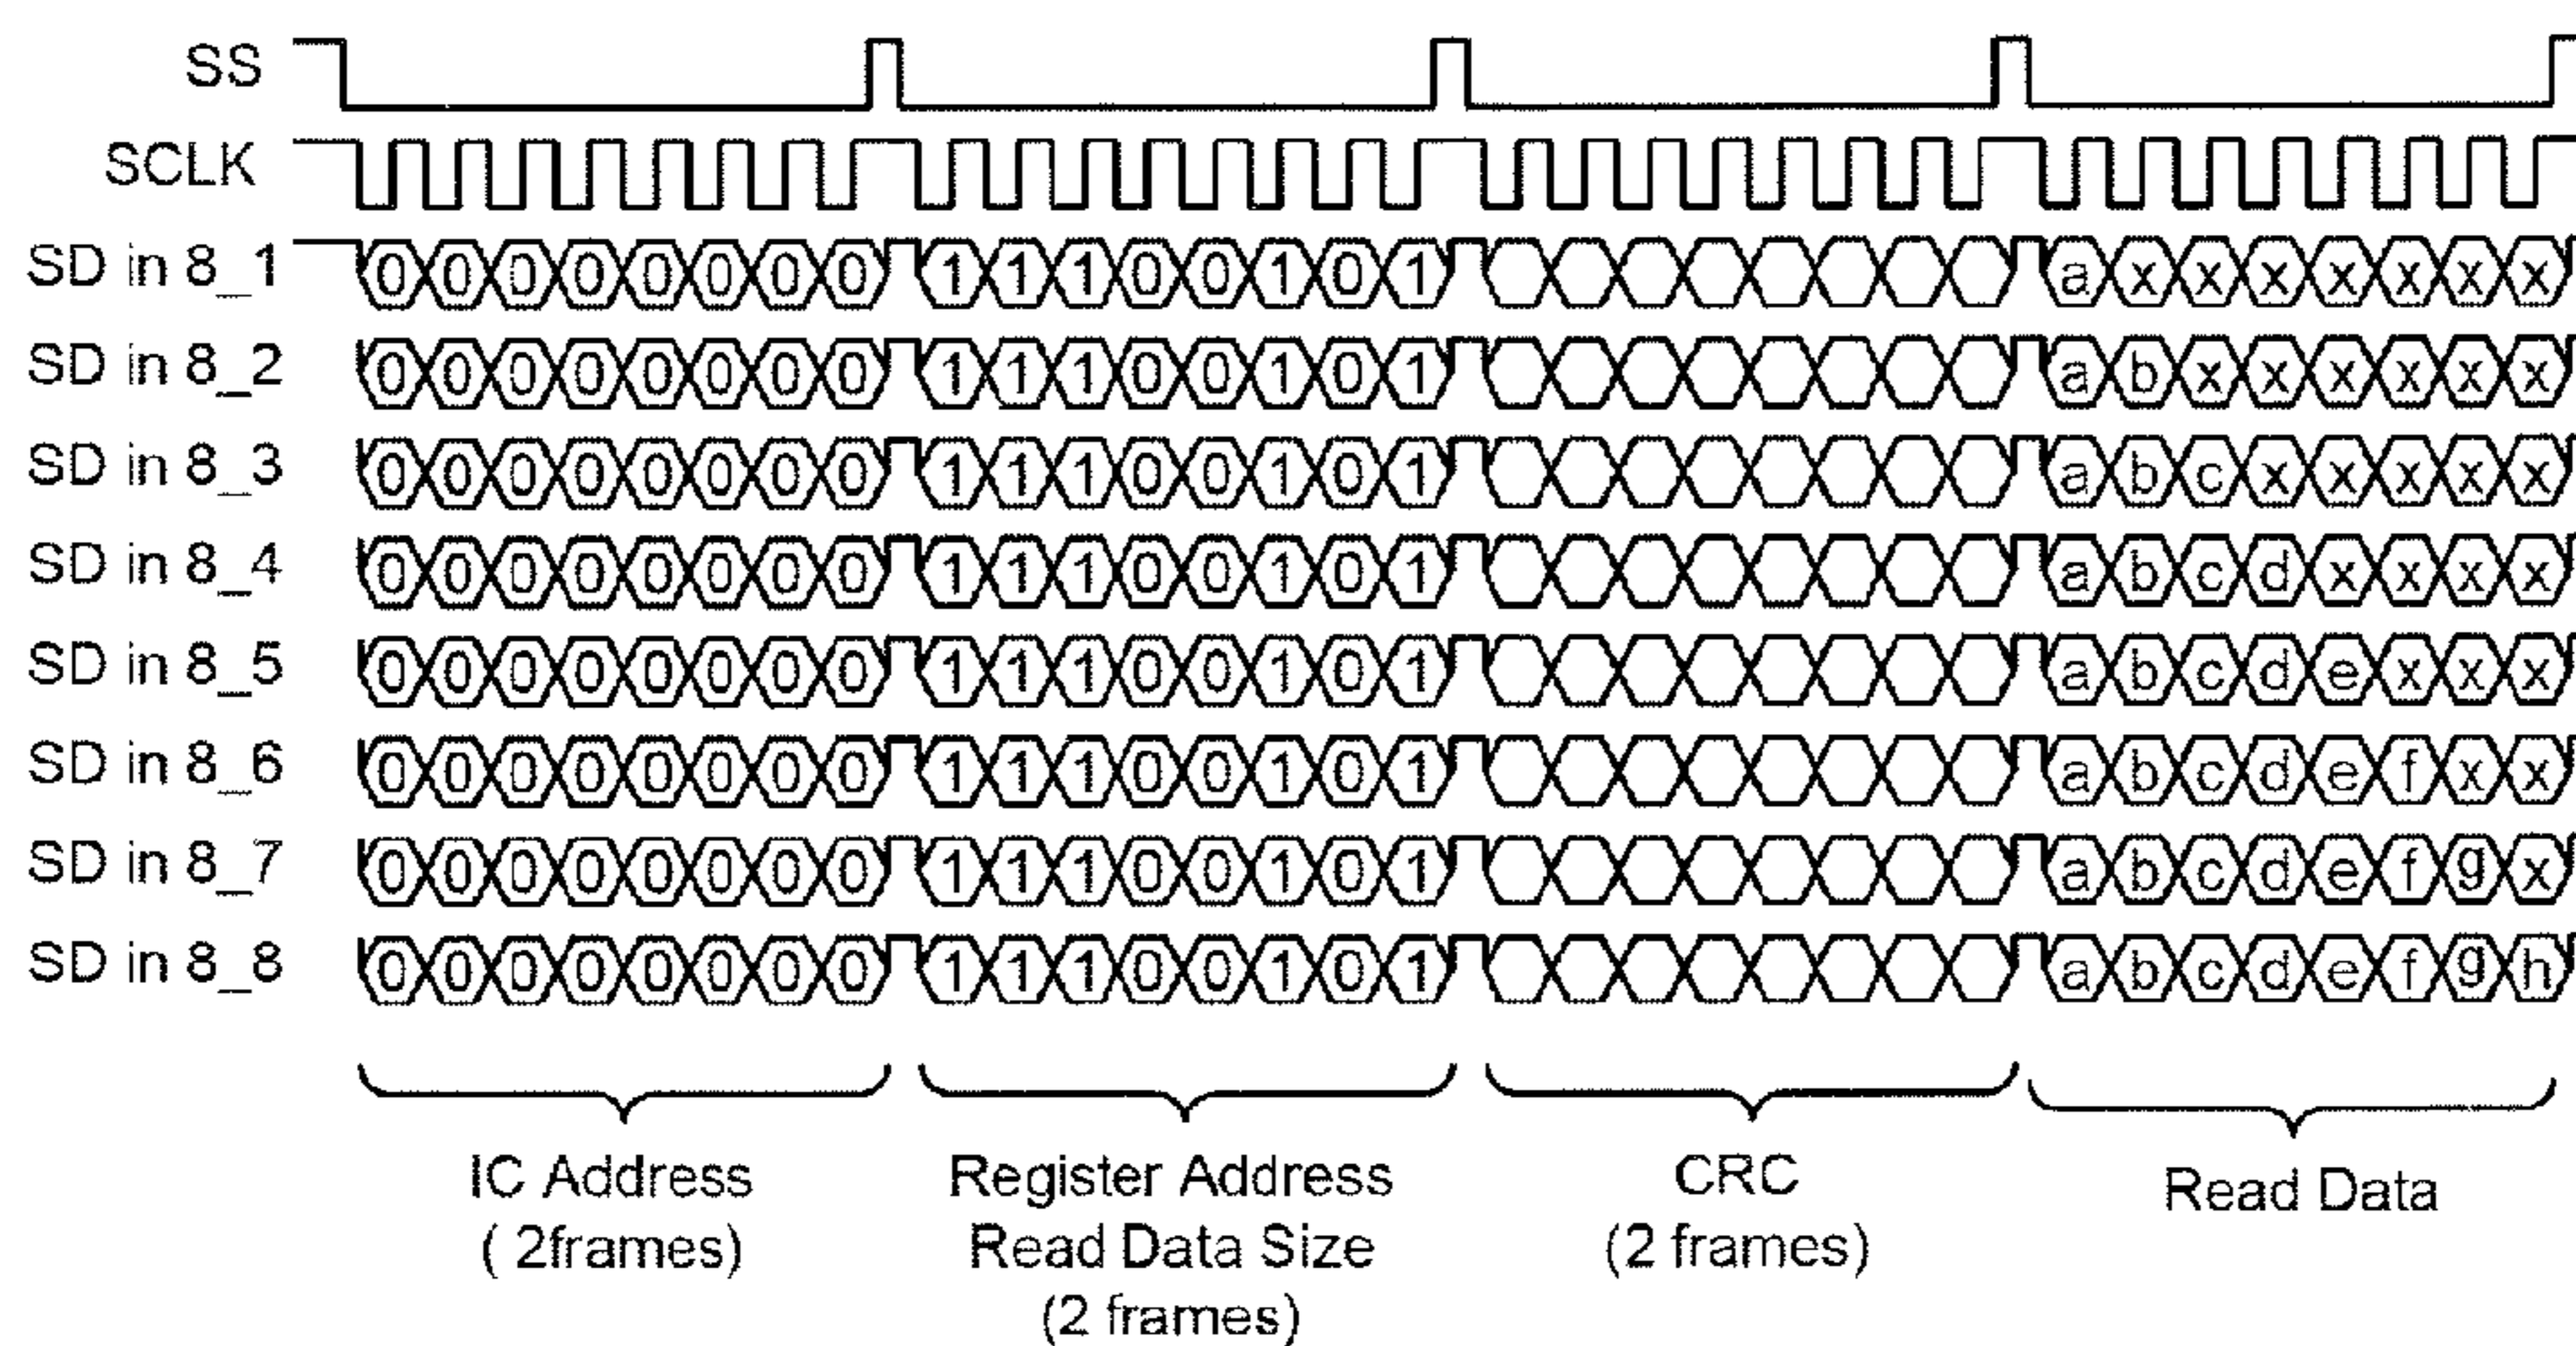 SS
SCLK
SD in 8_1 0 0 0 0 0 0 0 0 1 1 1 0 0 1 0 1 a x x x x x x x
SD in 8_2 0 0 0 0 0 0 0 0 1 1 1 0 0 1 0 1 a b x x x x x x
SD in 8_3 0 0 0 0 0 0 0 0 1 1 1 0 0 1 0 1 a b c x x x x x
SD in 8_4 0 0 0 0 0 0 0 0 1 1 1 0 0 1 0 1 a b c d x x x x
SD in 8_5 0 0 0 0 0 0 0 0 1 1 1 0 0 1 0 1 a b c d e x x x
SD in 8_6 0 0 0 0 0 0 0 0 1 1 1 0 0 1 0 1 a b c d e f x x
SD in 8_7 0 0 0 0 0 0 0 0 1 1 1 0 0 1 0 1 a b c d e f g x
SD in 8_8 0 0 0 0 0 0 0 0 1 1 1 0 0 1 0 1 a b c d e f g h
IC Address
( 2frames)
Register Address
Read Data Size
(2 frames)
CRC
(2 frames)
Read Data